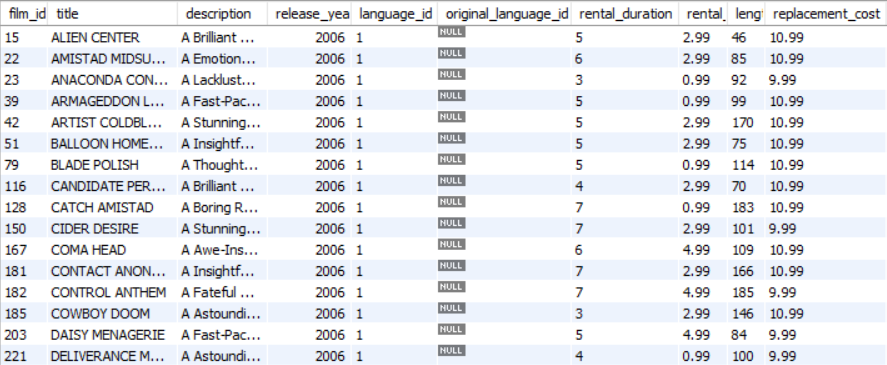 film_id title description release_yea language_id original_language_id rental_duration rental_ leng replacement_cost
15 ALIEN CENTER A Brilliant ... 2006 1 NULL 5 2.99 46 10.99
22 AMISTAD MIDSU... A Emotion... 2006 1 NULL 6 2.99 85 10.99
23 ANACONDA CON... A Lacklust... 2006 1 NULL 3 0.99 92 9.99
39 ARMAGEDDON L... A Fast-Pac... 2006 1 NULL 5 0.99 99 10.99
42 ARTIST COLDBL... A Stunning... 2006 1 NULL 5 2.99 170 10.99
51 BALLOON HOME... A Insightf... 2006 1 NULL 5 2.99 75 10.99
79 BLADE POLISH A Thought... 2006 1 NULL 5 0.99 114 10.99
116 CANDIDATE PER... A Brilliant ... 2006 1 NULL 4 2.99 70 10.99
128 CATCH AMISTAD A Boring R... 2006 1 NULL 7 0.99 183 10.99
150 CIDER DESIRE A Stunning... 2006 1 NULL 7 2.99 101 9.99
167 COMA HEAD A Awe-Ins... 2006 1 NULL 6 4.99 109 10.99
181 CONTACT ANON... A Insightf... 2006 1 NULL 7 2.99 166 10.99
182 CONTROL ANTHEM A Fateful ... 2006 1 NULL 7 4.99 185 9.99
185 COWBOY DOOM A Astoundi... 2006 1 NULL 3 2.99 146 10.99
203 DAISY MENAGERIE A Fast-Pac... 2006 1 NULL 5 4.99 84 9.99
221 DELIVERANCE M... A Astoundi... 2006 1 NULL 4 0.99 100 9.99